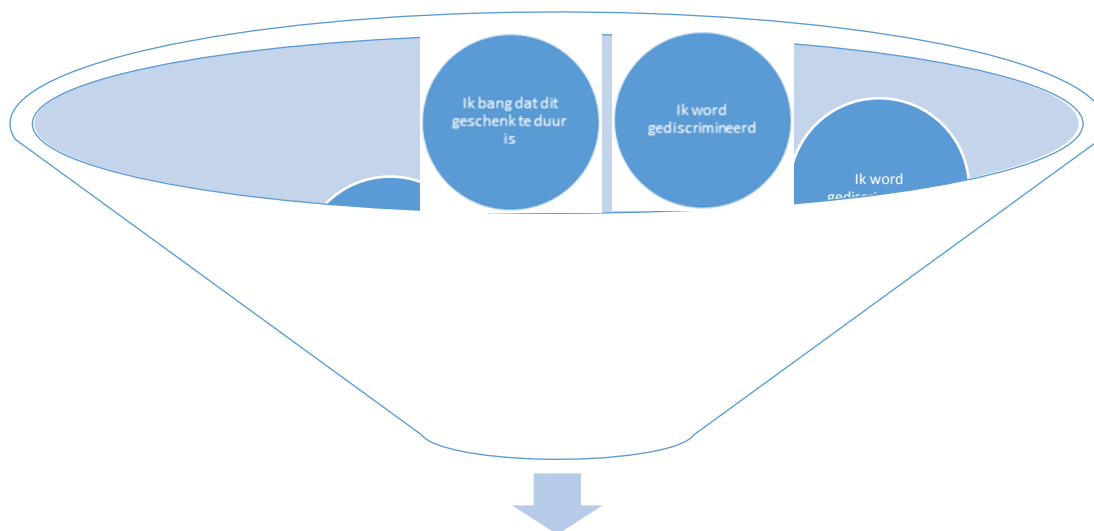 Ik bang dat dit
geschenk te duur
is
Ik word
gediscrimineerd
Ik word